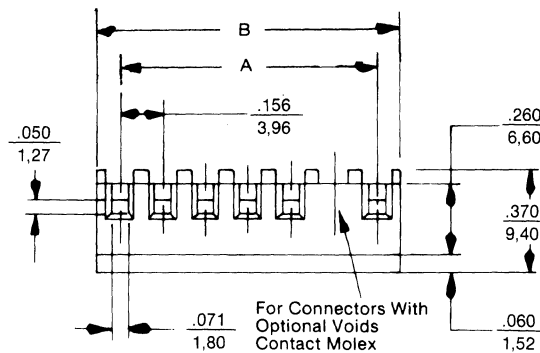 B
A
.156
3,96
.260
6,60
.050
1,27
.370
9,40
.071
1,80
For Connectors With
Optional Voids
Contact Molex
.060
1,52